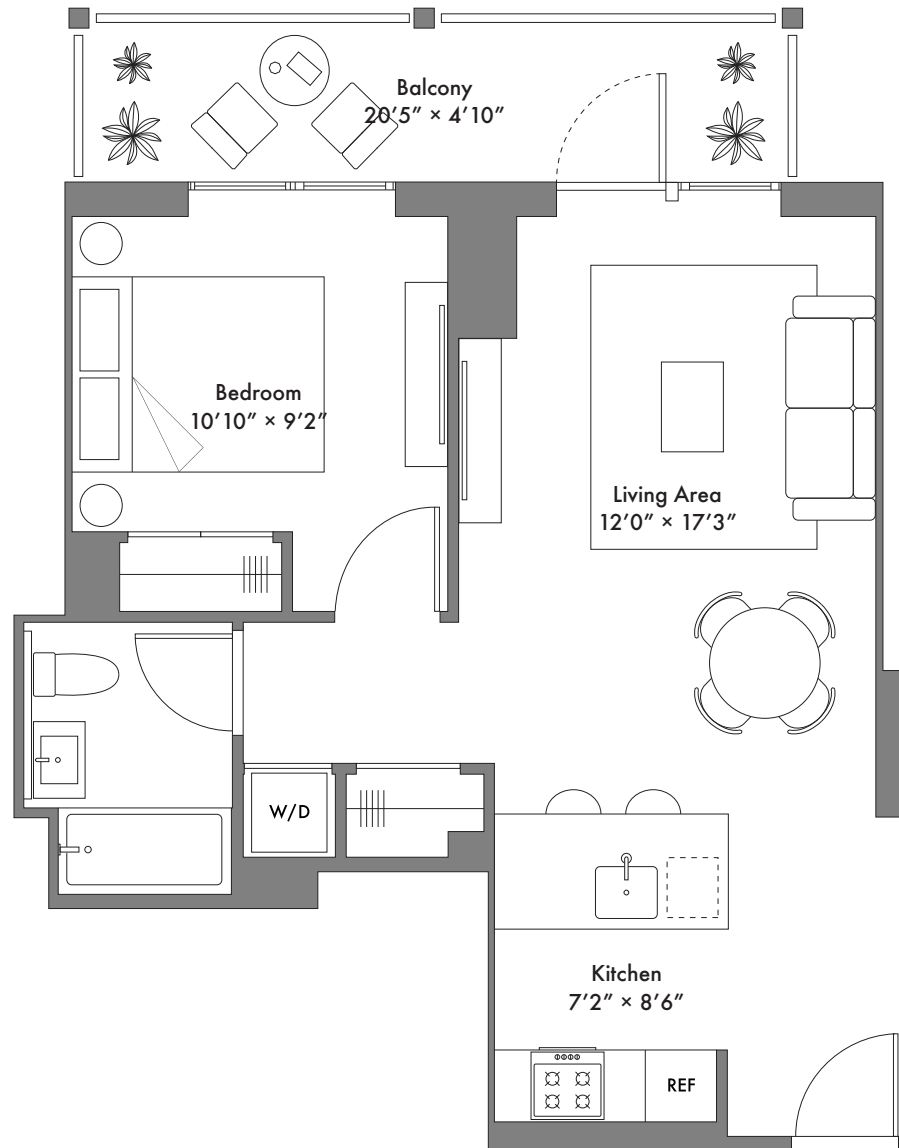 Balcony
20’5” × 4’10”
Bedroom
10’10” × 9’2”
Living Area
12’0” × 17’3”
W/D
Kitchen
7’2” × 8’6”
REF